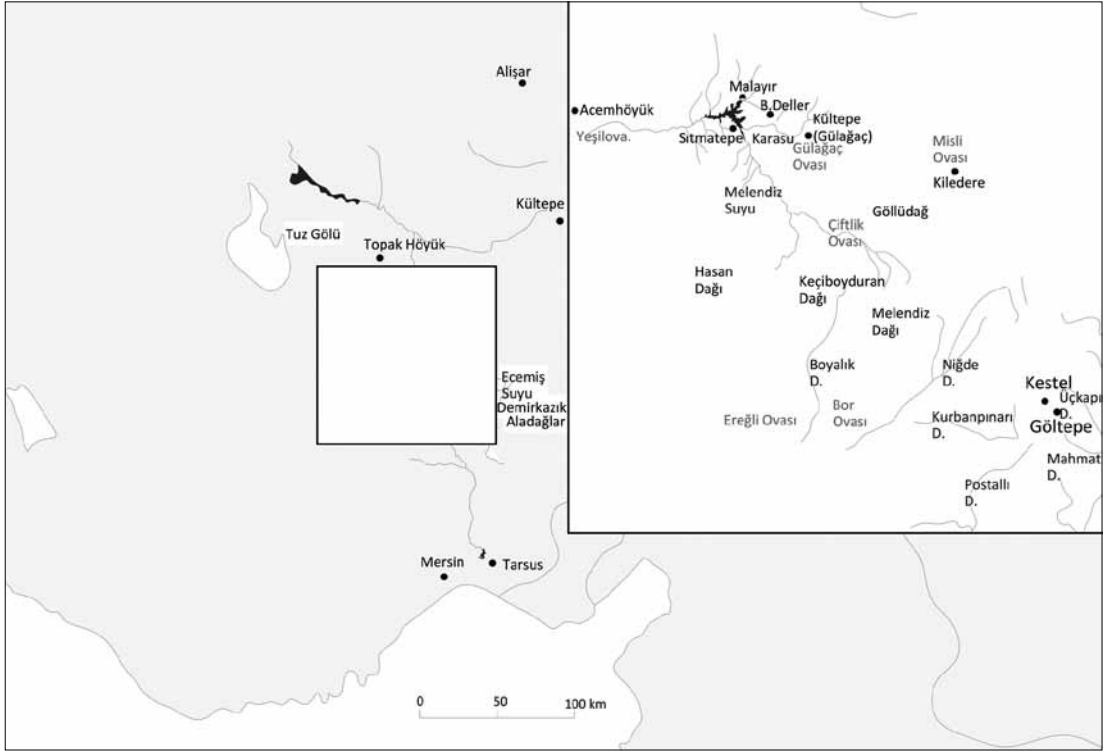 Alişar
Kültepe
Tuz Gölü
Topak Höyük
Ecemiş
Suyu
Demirkazık
Aladağlar
Mersin
Tarsus
0 50 100 km
Malayır
B.Deller
Acemhöyük
Kültepe
(Gülağaç)
Yeşilova.
Sıtmatepe
Karasu
Gülağaç
Ovası
Misli
Ovası
Kiledere
Melendiz
Suyu
Göllüdağ
Çiftlik
Ovası
Hasan
Dağı
Keçiboyduran
Dağı
Melendiz
Dağı
Boyalık
D.
Niğde
D.
Kestel
Üçkapı
D.
Göltepe
Ereğli Ovası
Bor
Ovası
Kurbanpınarı
D.
Mahmat
D.
Postallı
D.